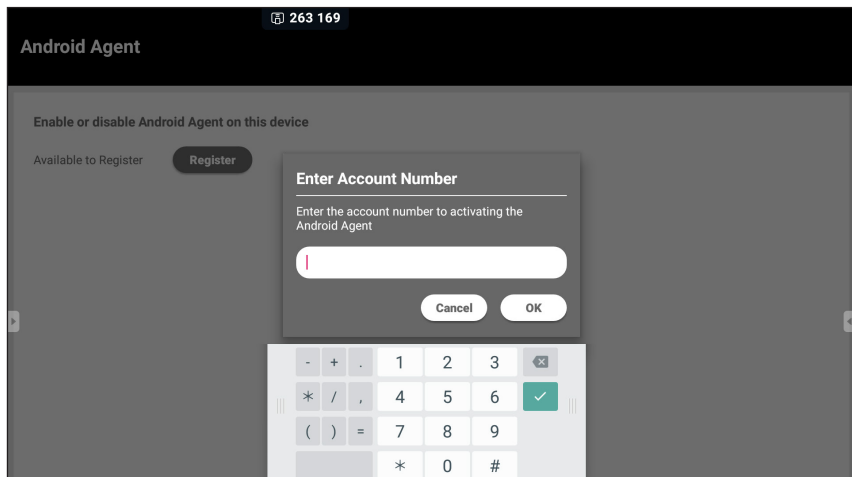 263 169
Android Agent
Enable or disable Android Agent on this device
Available to Register Register
Enter Account Number
Enter the account number to activating the
Android Agent
Cancel OK
- + . 1 2 3
* / , 4 5 6
( ) = 7 8 9
* 0 #